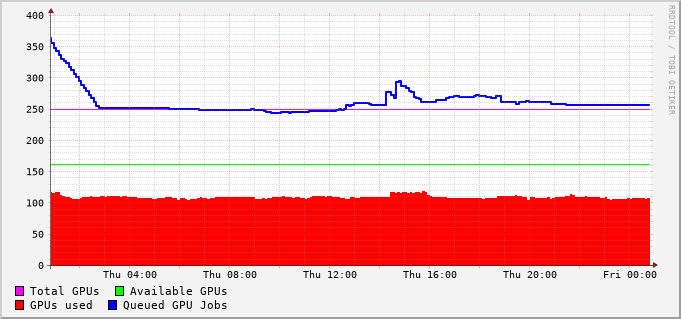 400
350
300
250
200
150
100
50
0
Thu 04:00 Thu 08:00 Thu 12:00 Thu 16:00 Thu 20:00 Fri 00:00
Total GPUs Available GPUs
GPUs used Queued GPU Jobs
RRDTOOL / TOBI OETIKER